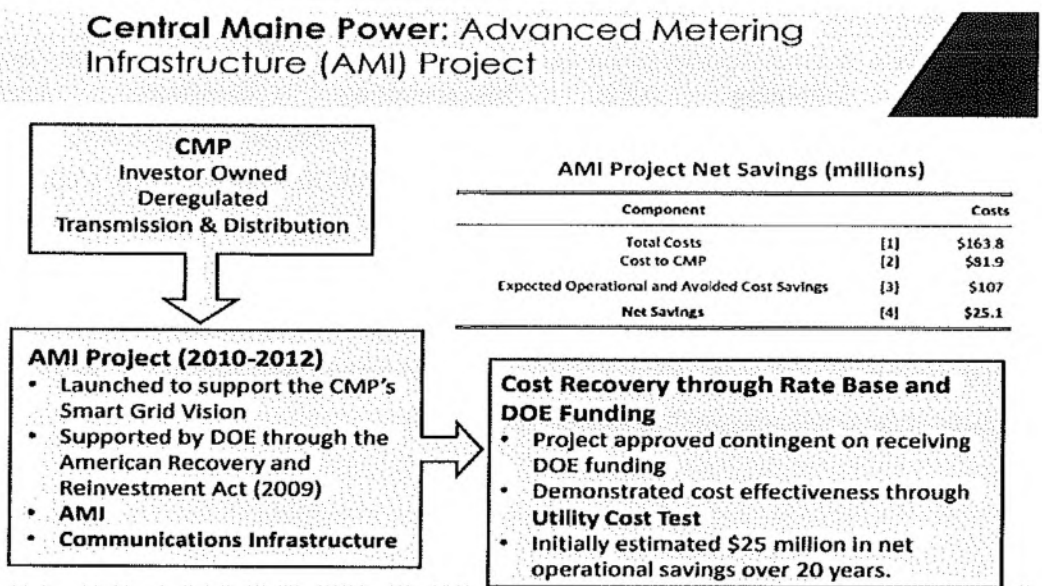 Central Maine Power: Advanced Metering
Infrastructure (AMI) Project
CMP
Investor Owned
Deregulated
Transmission & Distribution
AMI Project Net Savings (millions)
Component Costs
Total Costs [1] $163.8
Cost to CMP [2] $81.9
Expected Operational and Avoided Cost Savings [3] $107
Net Savings [4] $25.1
AMI Project (2010-2012)
• Launched to support the CMP's
Smart Grid Vision
• Supported by DOE through the
American Recovery and
Reinvestment Act (2009)
• AMI
• Communications Infrastructure
Cost Recovery through Rate Base and
DOE Funding
• Project approved contingent on receiving
DOE funding
• Demonstrated cost effectiveness through
Utility Cost Test
• Initially estimated $25 million in net
operational savings over 20 years.